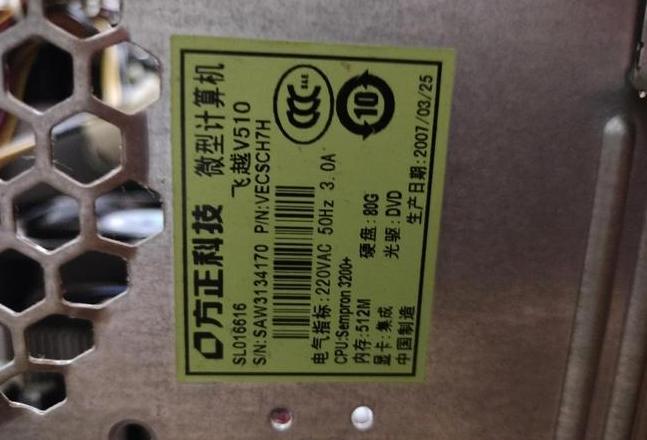 方正科技 微型计算机
飞越V510
SL016616
S/N:SAW3134170 P/N:VECSCH7H
电气指标:220VAC 50Hz 3.0A
CPU:Sempron 3200+
内存:512M 硬盘:80G
显卡:集成 光驱:DVD
中国制造 生产日期:2007/03/25
CCC
S&E
10